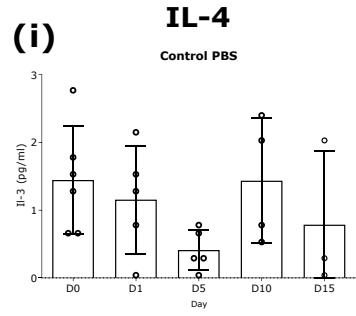 IL-4
(i)
Control PBS
3
2
1
0
Il-3 (pg/ml)
D0 D1 D5 D10 D15
Day